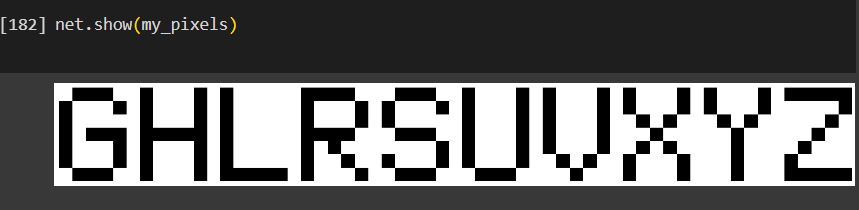 [182] net.show(my_pixels)
GHLRSUVXYZ